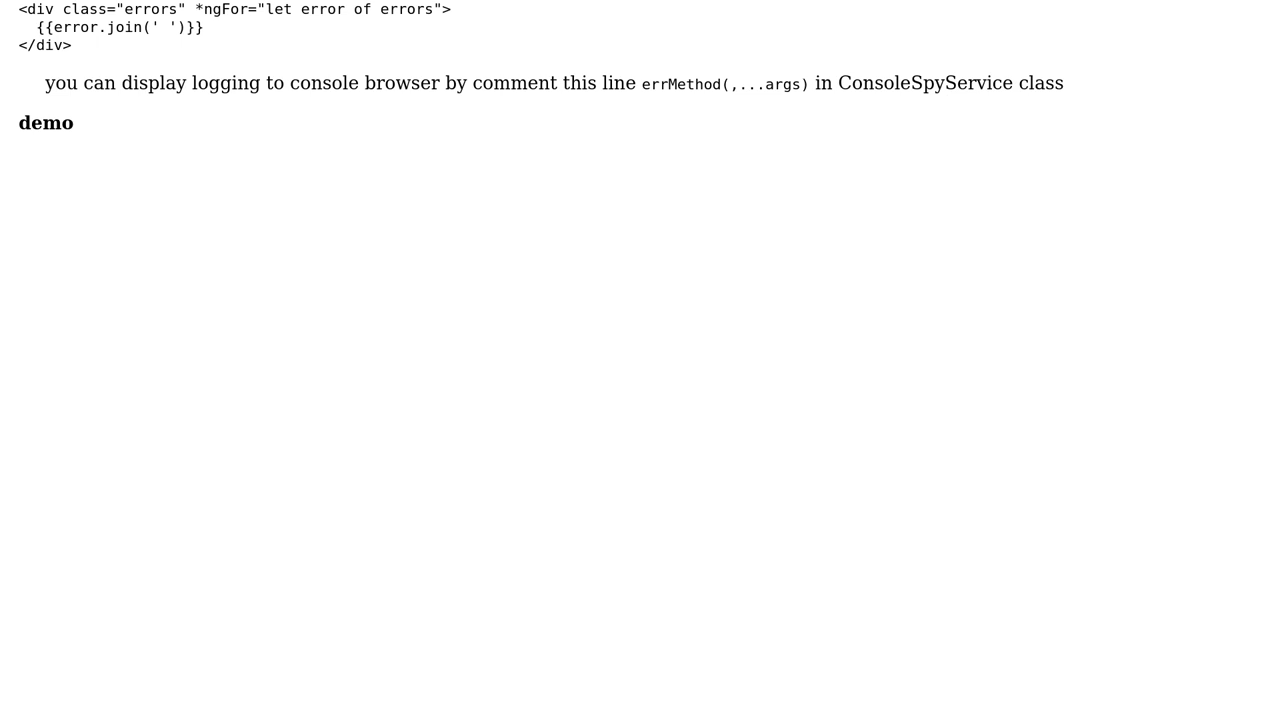 <div class="errors" *ngFor="let error of errors">
  {{error.join(' ')}}
</div>
you can display logging to console browser by comment this line errMethod(,...args) in ConsoleSpyService class
demo